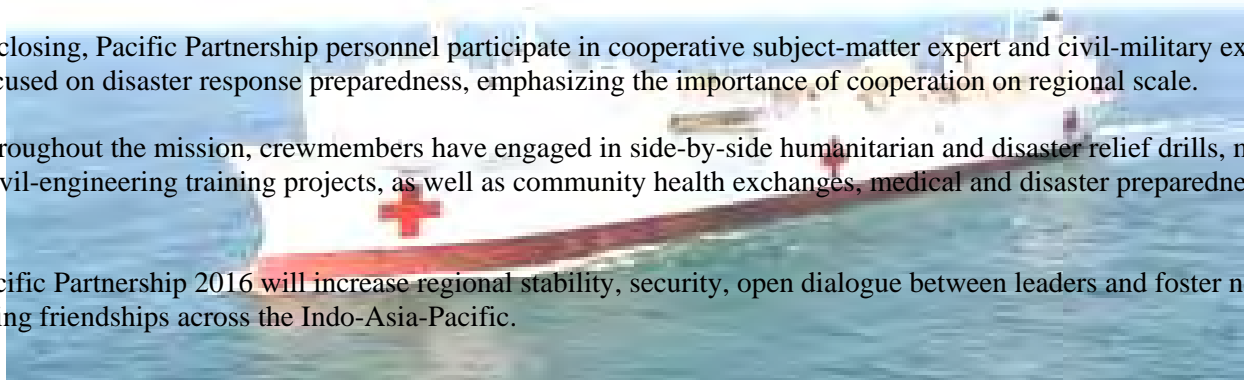 closing, Pacific Partnership personnel participate in cooperative subject-matter expert and civil-military
cused on disaster response preparedness, emphasizing the importance of cooperation on regional scale.
roughout the mission, crewmembers have engaged in side-by-side humanitarian and disaster relief drills,
vil-engineering training projects, as well as community health exchanges, medical and disaster
cific Partnership 2016 will increase regional stability, security, open dialogue between leaders and foster
ing friendships across the Indo-Asia-Pacific.